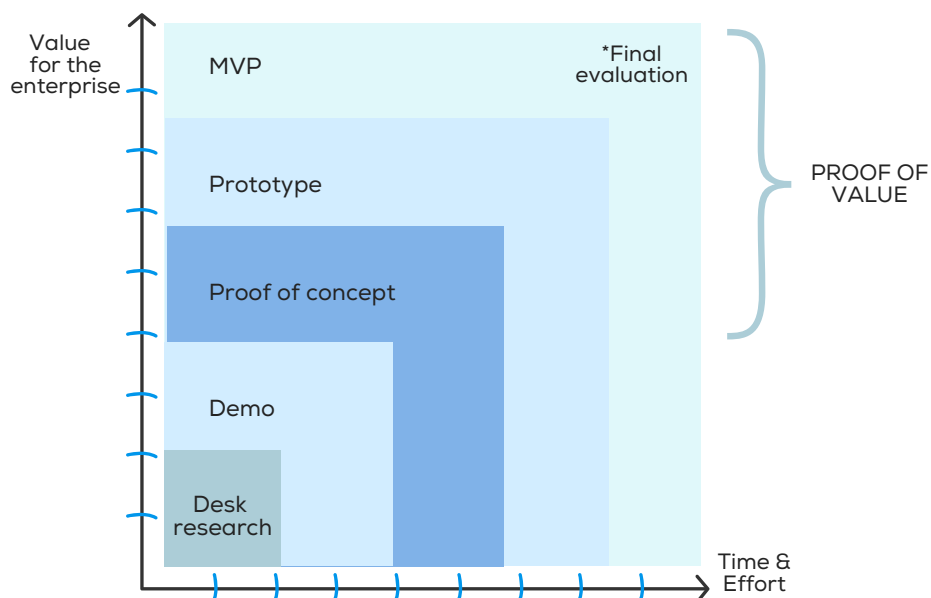 Value
for the
enterprise
MVP
*Final
evaluation
Prototype
PROOF OF
VALUE
Proof of concept
Demo
Desk
research
Time &
Effort